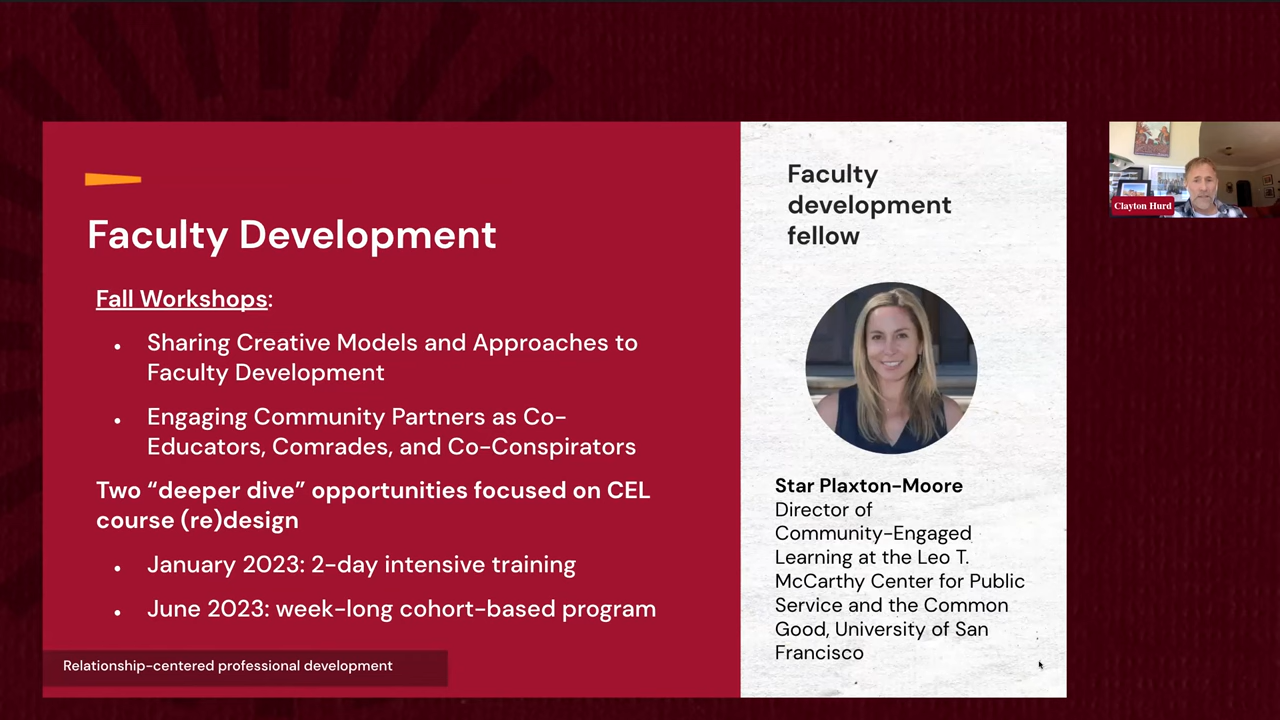 Faculty Development
Fall Workshops:
• Sharing Creative Models and Approaches to
Faculty Development
• Engaging Community Partners as Co-
Educators, Comrades, and Co-Conspirators
Two “deeper dive” opportunities focused on CEL
course (re)design
• January 2023: 2-day intensive training
• June 2023: week-long cohort-based program
Relationship-centered professional development
Faculty
development
fellow
Star Plaxton-Moore
Director of
Community-Engaged
Learning at the Leo T.
McCarthy Center for Public
Service and the Common
Good, University of San
Francisco
Clayton Hurd